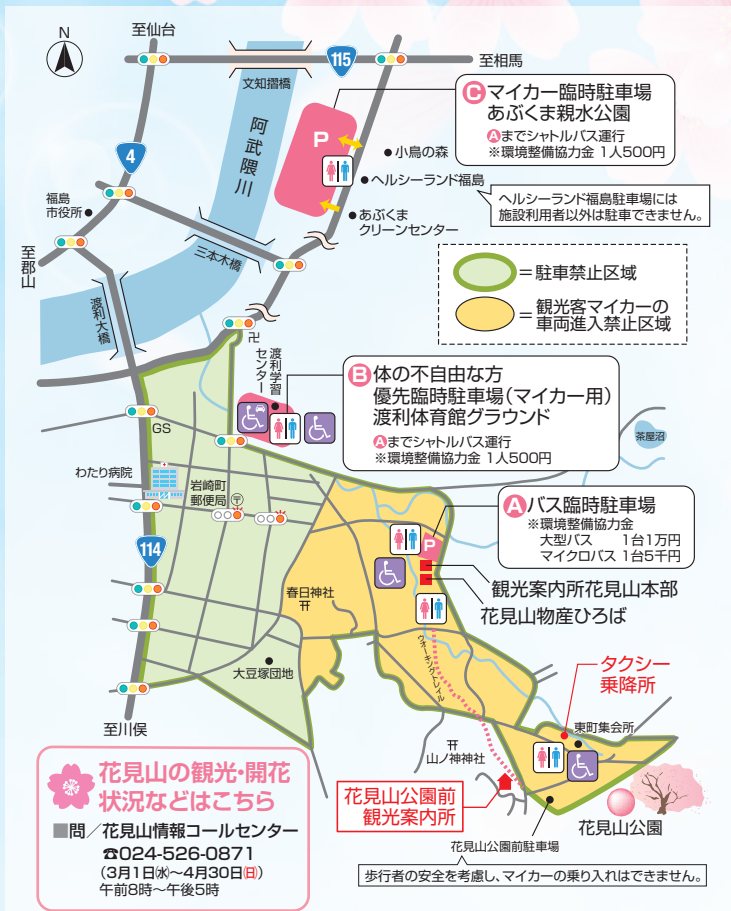 N
至仙台
115
至相馬
文知摺橋
阿武隈川
P
C マイカー臨時駐車場
あぶくま親水公園
Aまでシャトルバス運行
※環境整備協力金 1人500円
小鳥の森
ヘルシーランド福島
あぶくま
クリーンセンター
ヘルシーランド福島駐車場には
施設利用者以外は駐車できません。
4
福島
市役所
至郡山
三本木橋
渡利大橋
=駐車禁止区域
=観光客マイカーの
車両進入禁止区域
卍
渡利学習
センター
B 体の不自由な方
優先臨時駐車場(マイカー用)
渡利体育館グラウンド
Aまでシャトルバス運行
※環境整備協力金 1人500円
GS
茶屋沼
わたり病院
岩崎町
郵便局
〒
A バス臨時駐車場
※環境整備協力金
大型バス 1台1万円
マイクロバス 1台5千円
P
114
観光案内所花見山本部
花見山物産ひろば
春日神社
ウォーキングトレイル
大豆塚団地
タクシー
乗降所
東町集会所
至川俣
山ノ神神社
花見山公園前
観光案内所
花見山公園
花見山公園前駐車場
歩行者の安全を考慮し、マイカーの乗り入れはできません。
花見山の観光・開花
状況などはこちら
■問/花見山情報コールセンター
☎024-526-0871
(3月1日㈬~4月30日㈰)
午前8時~午後5時